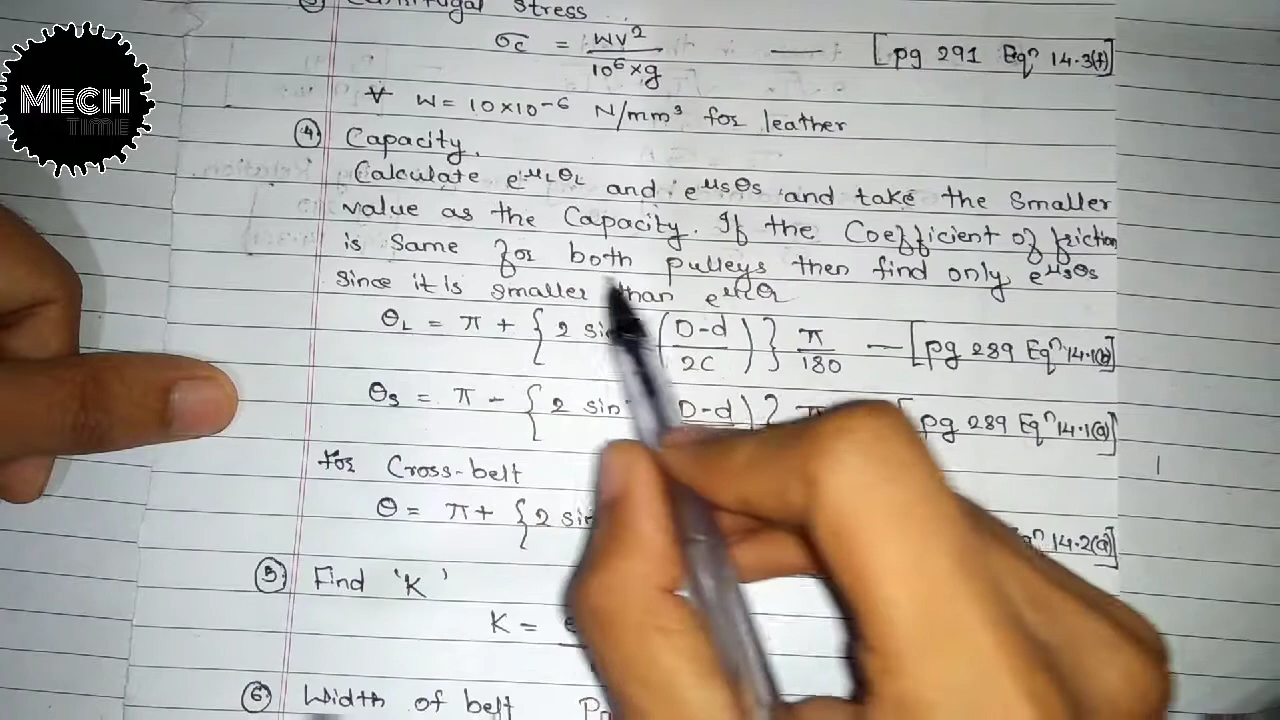 MECH
TIME
③ Centrifugal stress
σc = wv² / 10⁶×g — [pg 291 Eqⁿ 14.3(f)]
∀ w = 10×10⁻⁶ N/mm³ for leather
④ Capacity.
Calculate e^μLθL and e^μsθs and take the Smaller
value as the Capacity. If the Coefficient of friction
is Same for both pulleys then find only e^μsθs
Since it is smaller than e^μLθL
θL = π + { 2 sin (D-d / 2C) } π/180 — [pg 289 Eqⁿ 14.1(b)]
θs = π - { 2 sin D-d } π [pg 289 Eqⁿ 14.1(a)]
for Cross-belt
θ = π + { 2 sin Eqⁿ 14.2(a)]
⑤ Find 'K'
K = e
⑥ Width of belt